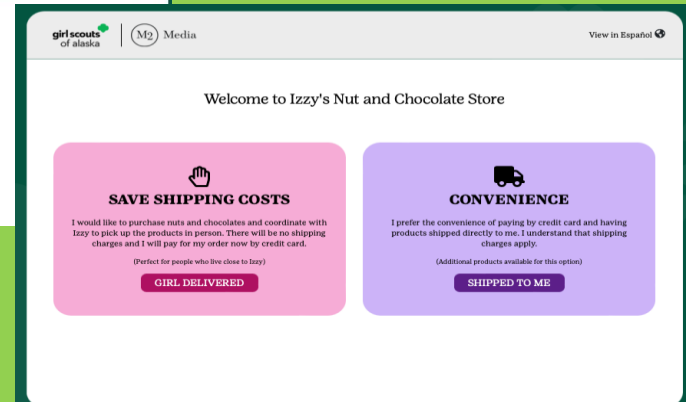 girl scouts
of alaska
M2 Media
View in Español
Welcome to Izzy's Nut and Chocolate Store
SAVE SHIPPING COSTS
I would like to purchase nuts and chocolates and coordinate with
Izzy to pick up the products in person. There will be no shipping
charges and I will pay for my order now by credit card.
(Perfect for people who live close to Izzy)
GIRL DELIVERED
CONVENIENCE
I prefer the convenience of paying by credit card and having
products shipped directly to me. I understand that shipping
charges apply.
(Additional products available for this option)
SHIPPED TO ME